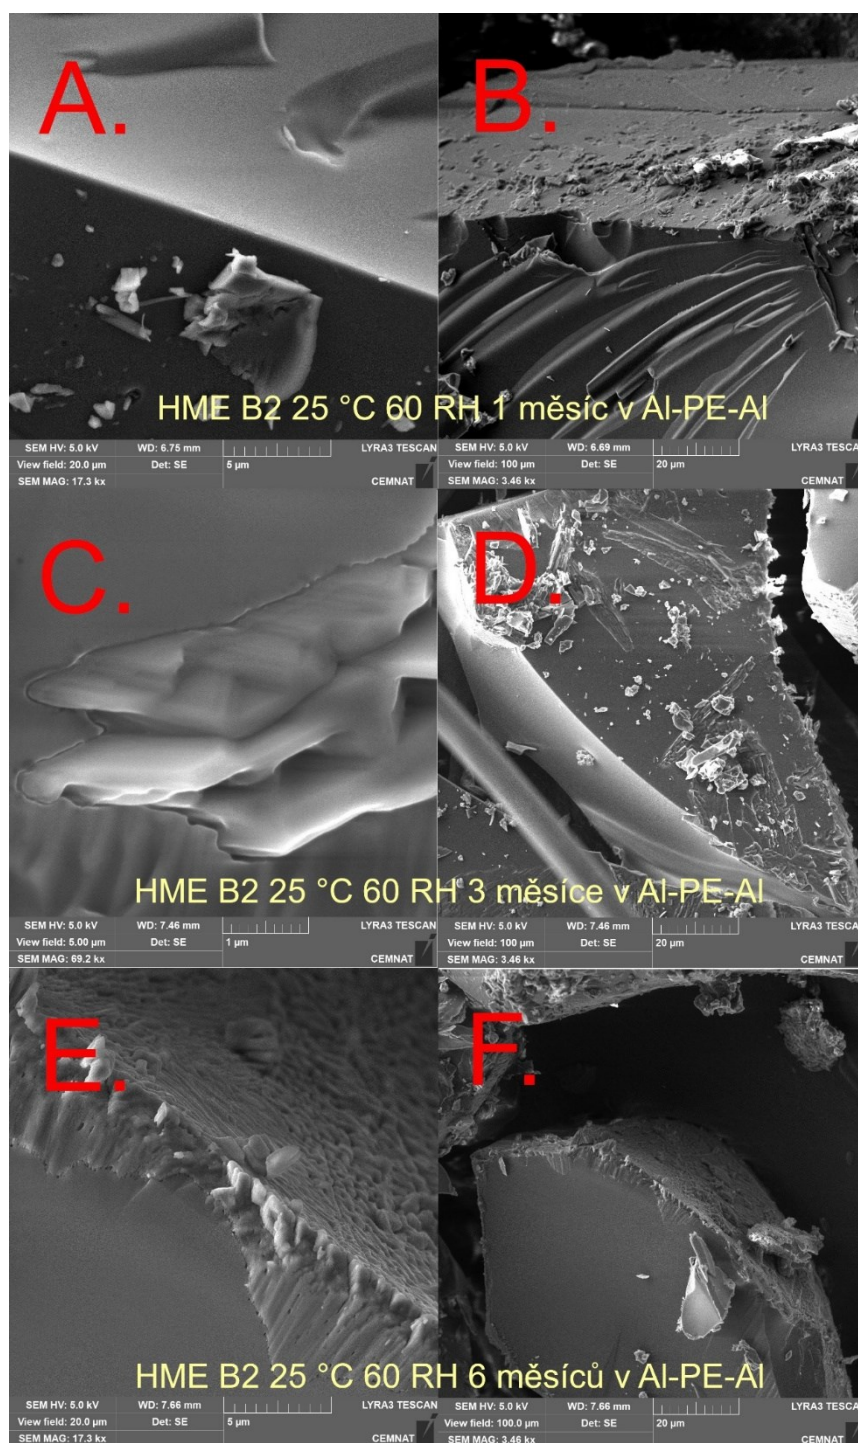 A.
B.
HME B2 25 °C 60 RH 1 měsíc v Al-PE-Al
SEM HV: 5.0 kV WD: 6.75 mm LYRA3 TESCAN
View field: 20.0 µm Det: SE 5 µm
SEM MAG: 17.3 kx CEMNAT
SEM HV: 5.0 kV WD: 6.69 mm LYRA3 TESCAN
View field: 100 µm Det: SE 20 µm
SEM MAG: 3.46 kx CEMNAT
C.
D.
HME B2 25 °C 60 RH 3 měsíce v Al-PE-Al
SEM HV: 5.0 kV WD: 7.46 mm LYRA3 TESCAN
View field: 5.00 µm Det: SE 1 µm
SEM MAG: 69.2 kx CEMNAT
SEM HV: 5.0 kV WD: 7.46 mm LYRA3 TESCAN
View field: 100 µm Det: SE 20 µm
SEM MAG: 3.46 kx CEMNAT
E.
F.
HME B2 25 °C 60 RH 6 měsíců v Al-PE-Al
SEM HV: 5.0 kV WD: 7.66 mm LYRA3 TESCAN
View field: 20.0 µm Det: SE 5 µm
SEM MAG: 17.3 kx CEMNAT
SEM HV: 5.0 kV WD: 7.66 mm LYRA3 TESCAN
View field: 100.0 µm Det: SE 20 µm
SEM MAG: 3.46 kx CEMNAT